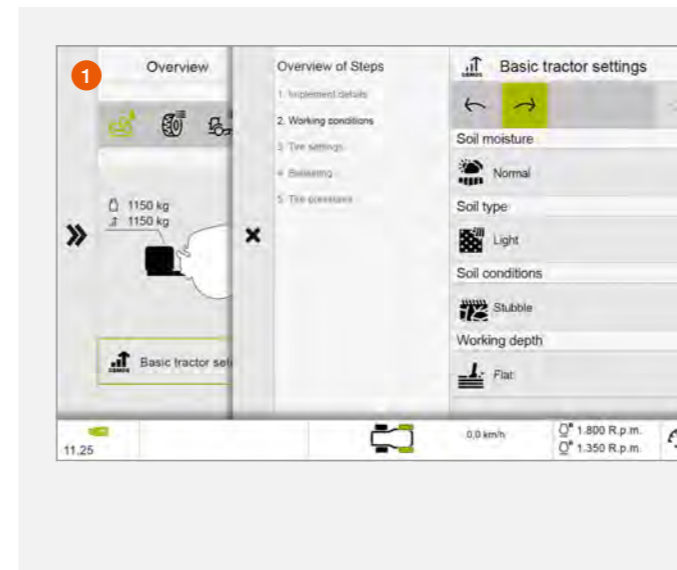 1
Overview
1150 kg
1150 kg
Basic tractor set
Overview of Steps
1. Implement details
2. Working conditions
3. Tire settings
4. Ballasting
5. Tire pressures
CEMOS
Basic tractor settings
Soil moisture
Normal
Soil type
Light
Soil conditions
Stubble
Working depth
Flat
11.25
0,0 km/h
1.800 R.p.m.
1.350 R.p.m.